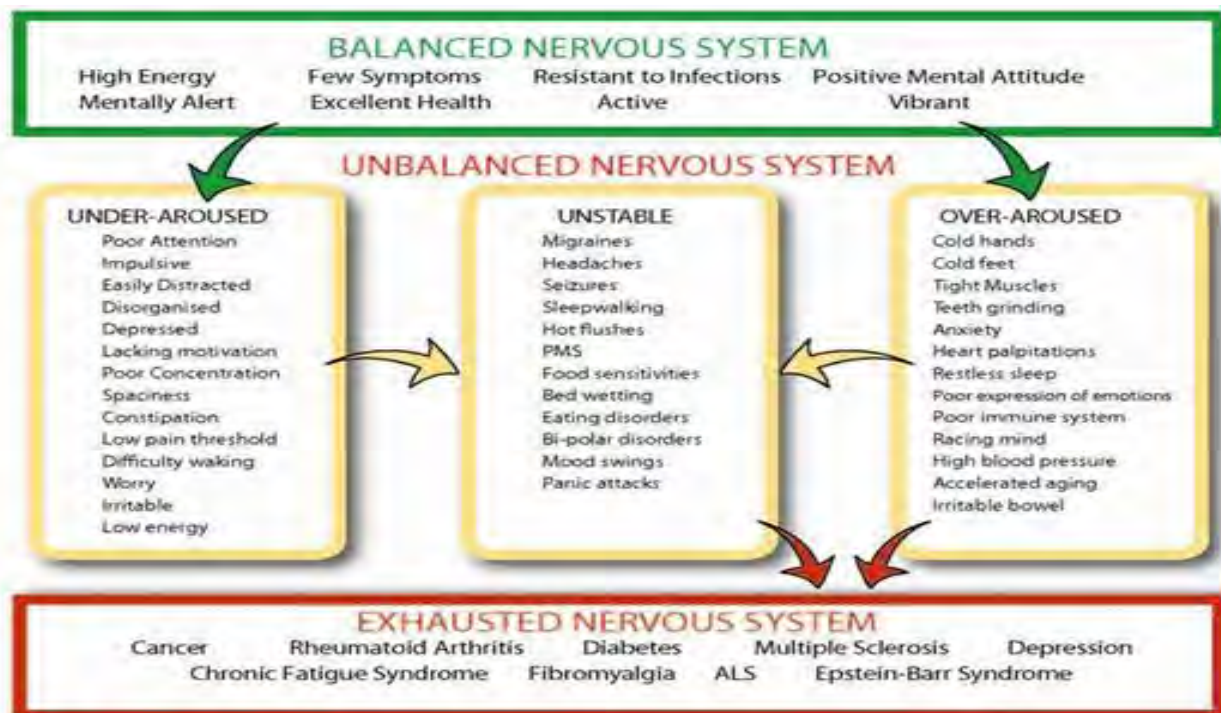 BALANCED NERVOUS SYSTEM
High Energy Few Symptoms Resistant to Infections Positive Mental Attitude
Mentally Alert Excellent Health Active Vibrant
UNBALANCED NERVOUS SYSTEM
UNDER-AROUSED
Poor Attention
Impulsive
Easily Distracted
Disorganised
Depressed
Lacking motivation
Poor Concentration
Spaciness
Constipation
Low pain threshold
Difficulty waking
Worry
Irritable
Low energy
UNSTABLE
Migraines
Headaches
Seizures
Sleepwalking
Hot flushes
PMS
Food sensitivities
Bed wetting
Eating disorders
Bi-polar disorders
Mood swings
Panic attacks
OVER-AROUSED
Cold hands
Cold feet
Tight Muscles
Teeth grinding
Anxiety
Heart palpitations
Restless sleep
Poor expression of emotions
Poor immune system
Racing mind
High blood pressure
Accelerated aging
Irritable bowel
EXHAUSTED NERVOUS SYSTEM
Cancer Rheumatoid Arthritis Diabetes Multiple Sclerosis Depression
Chronic Fatigue Syndrome Fibromyalgia ALS Epstein-Barr Syndrome